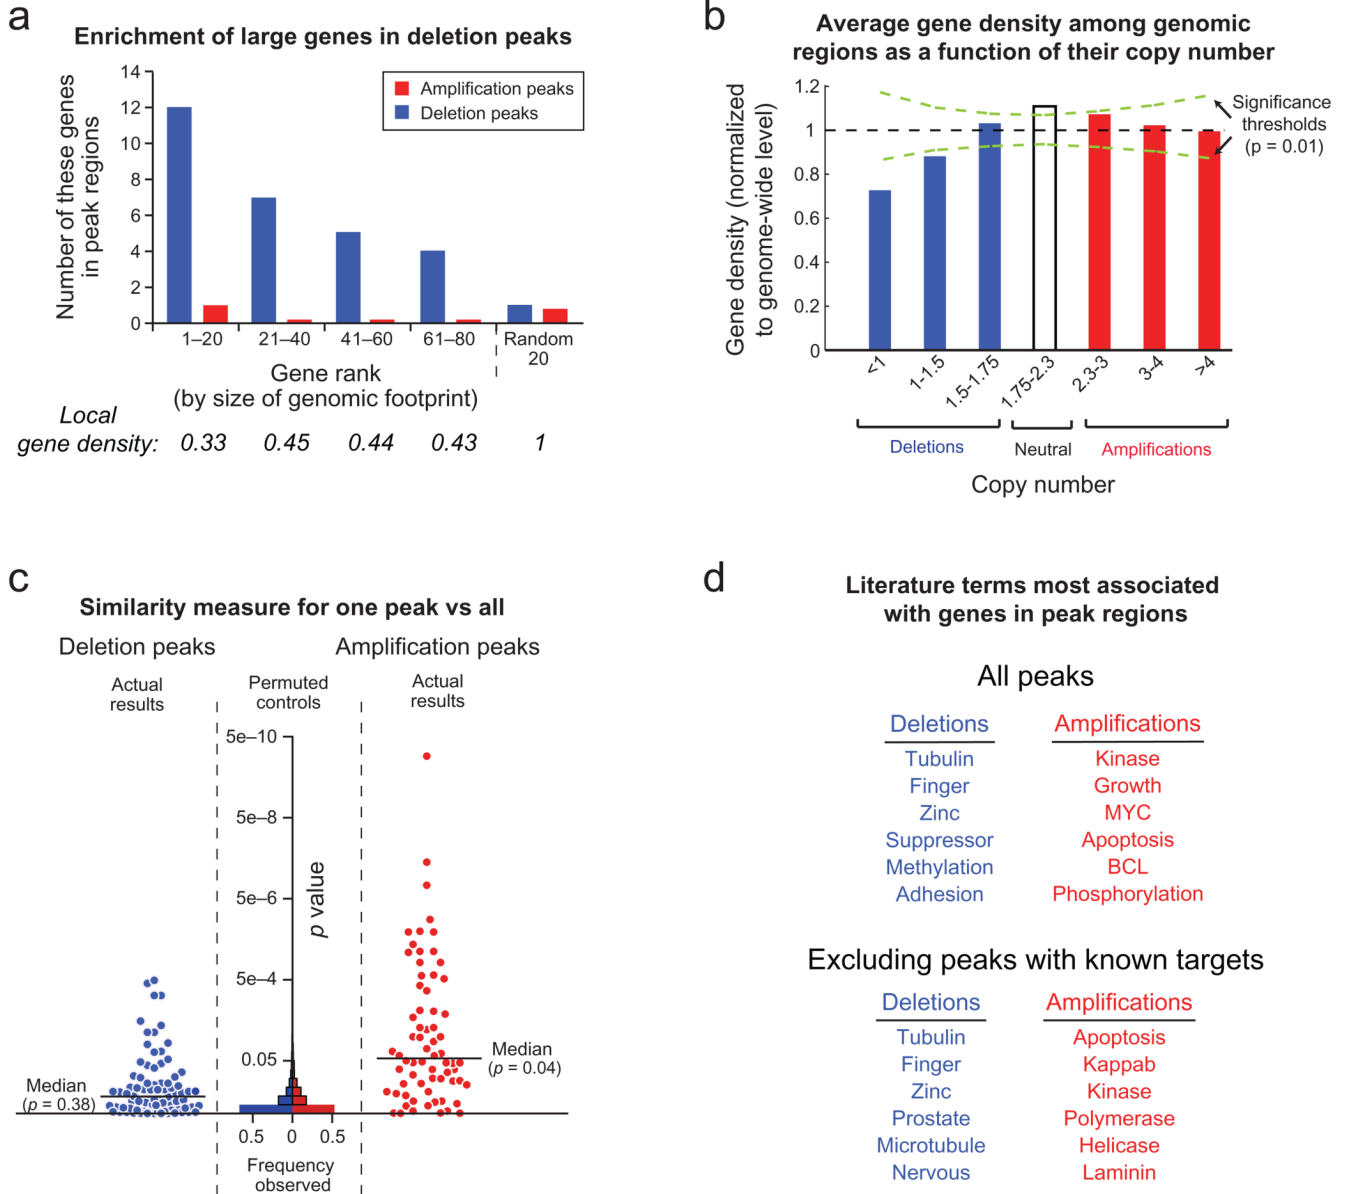 a
Enrichment of large genes in deletion peaks
Number of these genes
in peak regions
14
12
10
8
6
4
2
0
Amplification peaks
Deletion peaks
1–20
21–40
41–60
61–80
Random
20
Gene rank
(by size of genomic footprint)
Local
gene density: 0.33 0.45 0.44 0.43 1
b
Average gene density among genomic
regions as a function of their copy number
Gene density (normalized
to genome-wide level)
1.2
1
0.8
0.6
0.4
0.2
0
Significance
thresholds
(p = 0.01)
<1
1-1.5
1.5-1.75
1.75-2.3
2.3-3
3-4
>4
Deletions
Neutral
Amplifications
Copy number
c
Similarity measure for one peak vs all
Deletion peaks
Amplification peaks
Actual
results
Permuted
controls
Actual
results
5e–10
5e–8
5e–6
5e–4
0.05
p value
Median
(p = 0.38)
Median
(p = 0.04)
0.5 0 0.5
Frequency
observed
d
Literature terms most associated
with genes in peak regions
All peaks
Deletions
Tubulin
Finger
Zinc
Suppressor
Methylation
Adhesion
Amplifications
Kinase
Growth
MYC
Apoptosis
BCL
Phosphorylation
Excluding peaks with known targets
Deletions
Tubulin
Finger
Zinc
Prostate
Microtubule
Nervous
Amplifications
Apoptosis
Kappab
Kinase
Polymerase
Helicase
Laminin